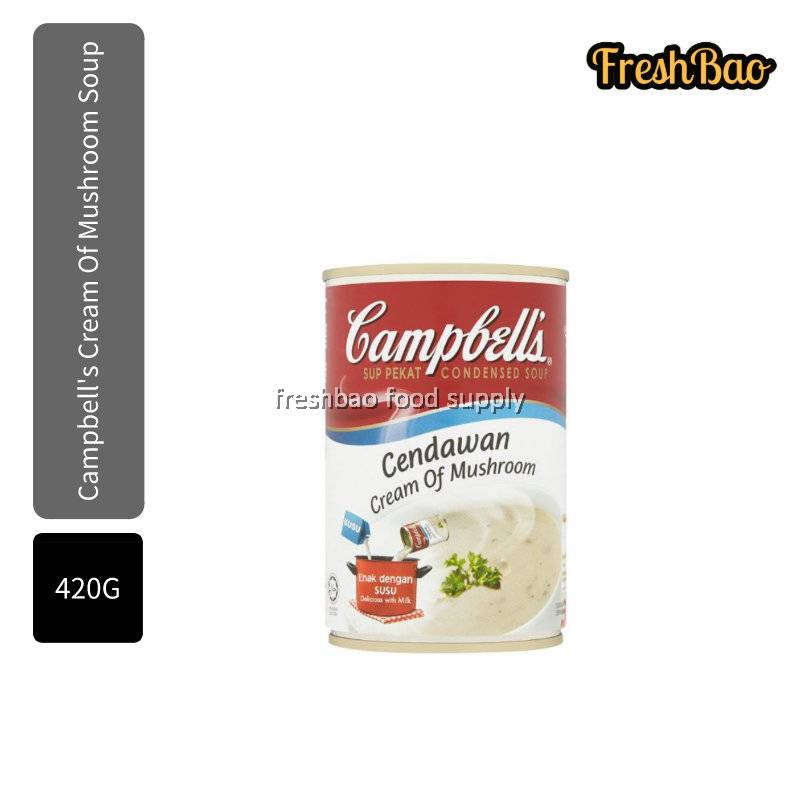 Campbell's Cream Of Mushroom Soup
420G
FreshBao
Campbell's
SUP PEKAT CONDENSED SOUP
freshbao food supply
Cendawan
Cream Of Mushroom
SUSU
Campbell's
Enak dengan
SUSU
Delicious with Milk